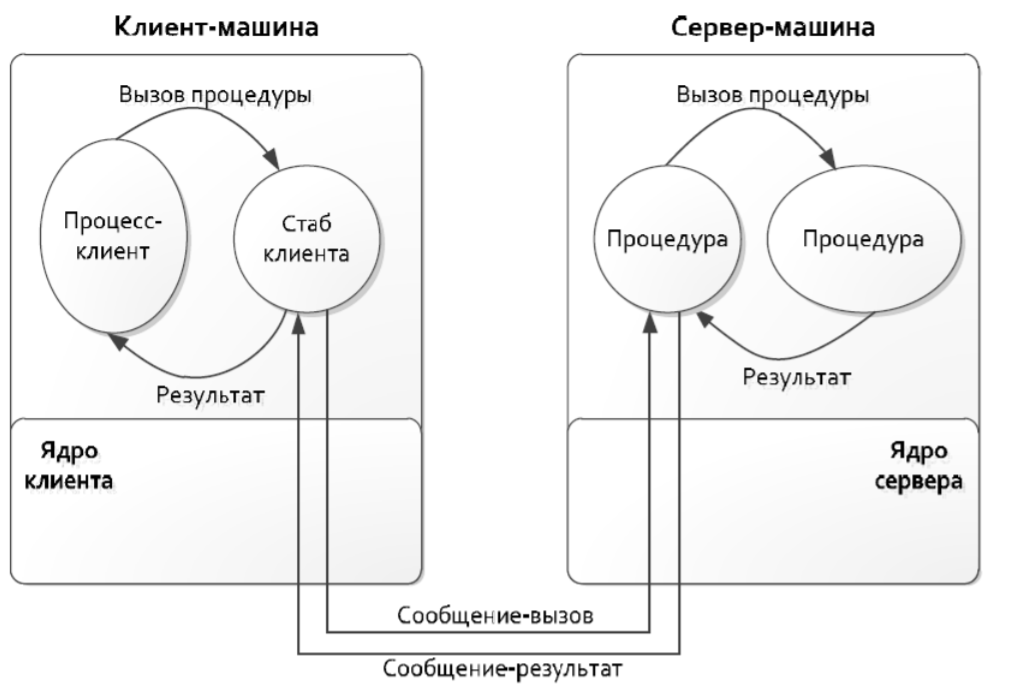 Клиент-машина
Вызов процедуры
Процесс-
клиент
Стаб
клиента
Результат
Ядро
клиента
Сервер-машина
Вызов процедуры
Процедура
Процедура
Результат
Ядро
сервера
Сообщение-вызов
Сообщение-результат